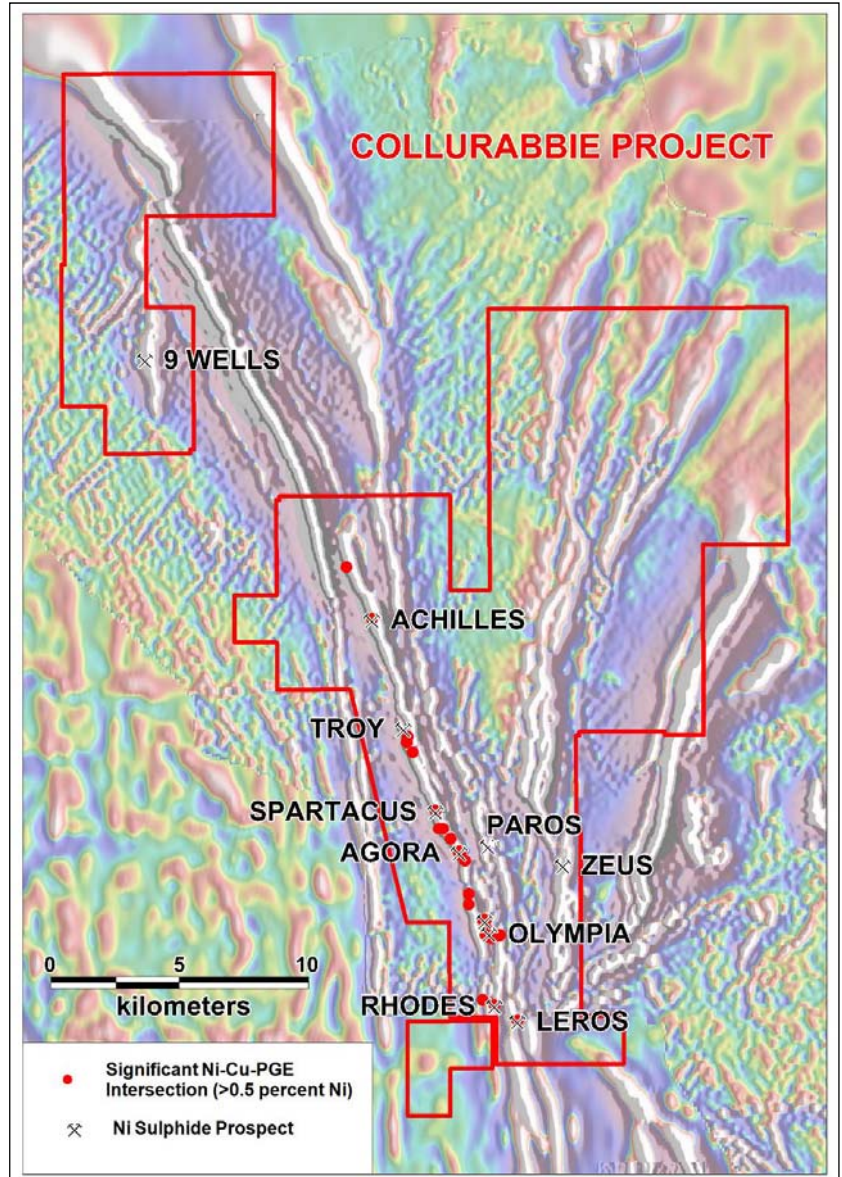 COLLURABBIE PROJECT
9 WELLS
ACHILLES
TROY
SPARTACUS
PAROS
AGORA
ZEUS
OLYMPIA
0 5 10
kilometers
RHODES
LEROS
Significant Ni-Cu-PGE
Intersection (>0.5 percent Ni)
Ni Sulphide Prospect